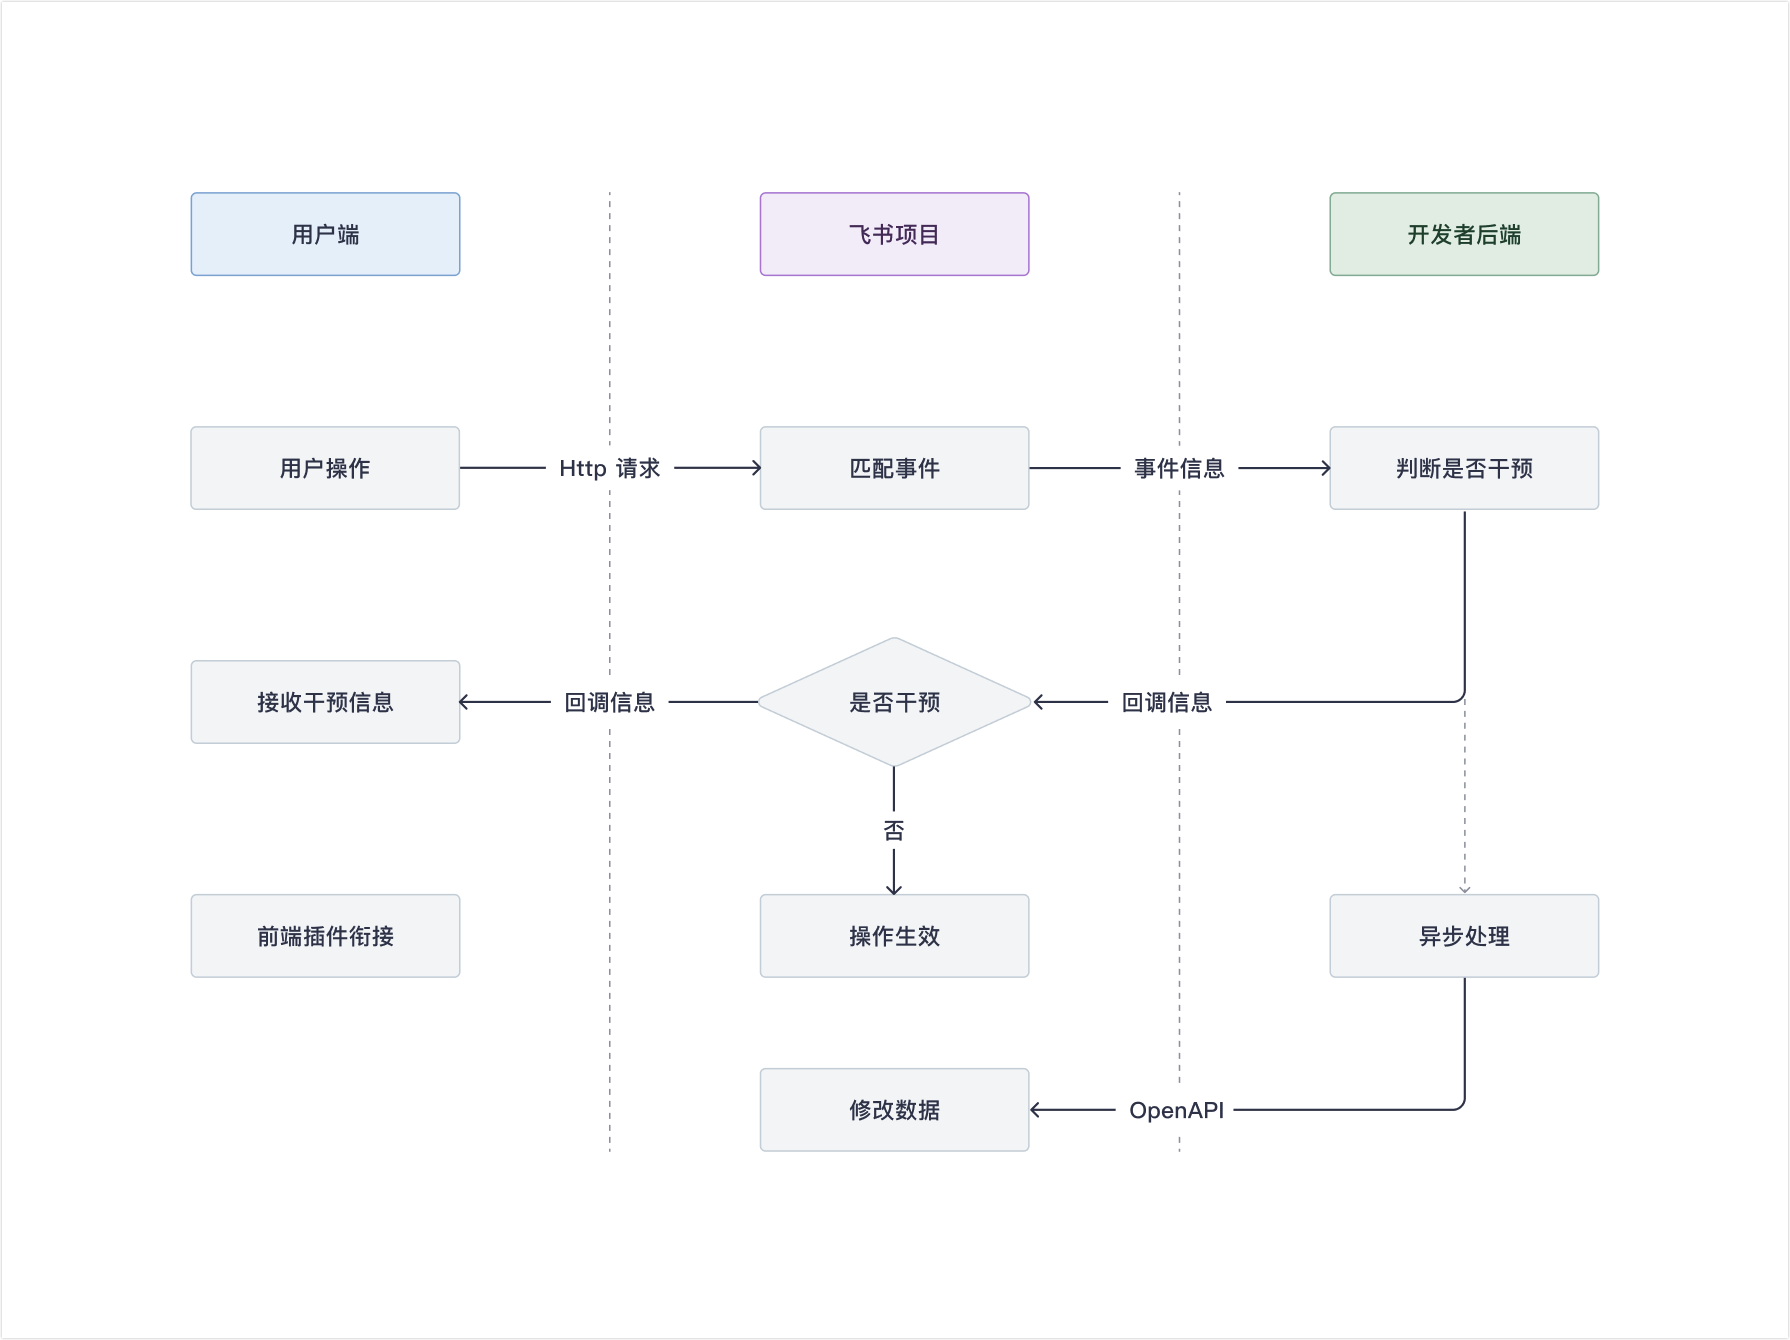 用户端
飞书项目
开发者后端
用户操作
Http 请求
匹配事件
事件信息
判断是否干预
接收干预信息
回调信息
是否干预
回调信息
否
前端插件衔接
操作生效
异步处理
修改数据
OpenAPI